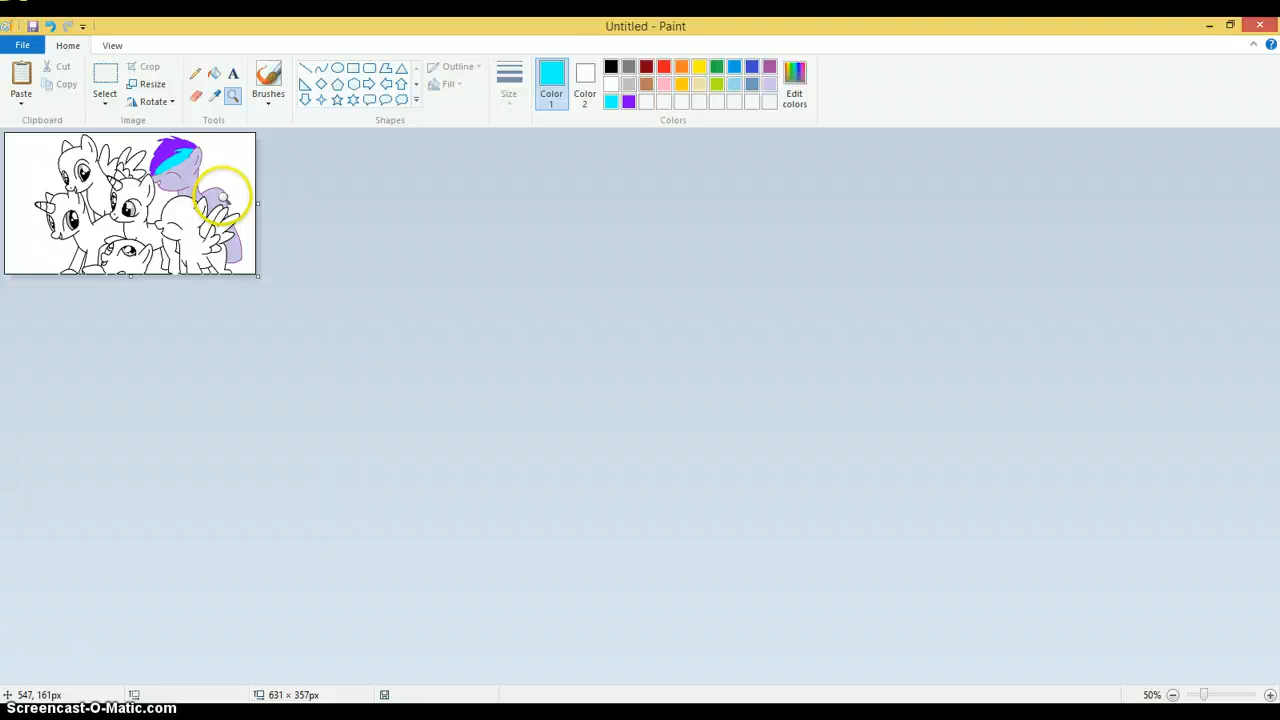 Untitled - Paint
File
Home
View
Paste
Cut
Copy
Clipboard
Select
Crop
Resize
Rotate
Image
A
Tools
Brushes
Outline
Fill
Shapes
Size
Color 1
Color 2
Edit colors
Colors
547, 161px
631 × 357px
50%
Screencast-O-Matic.com